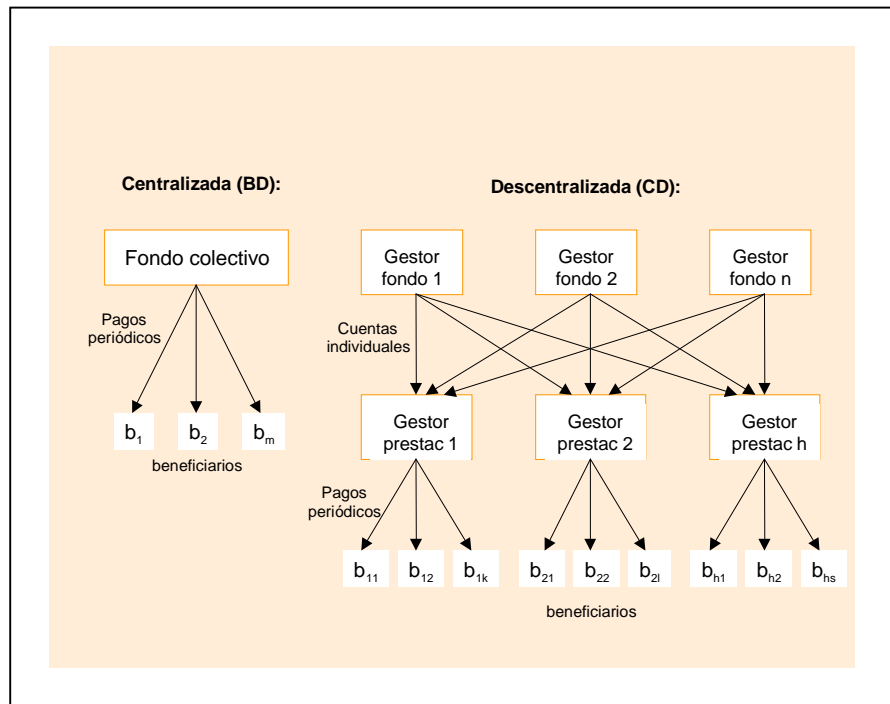 Centralizada (BD):
Fondo colectivo
Pagos
periódicos
b₁ b₂ bₘ
beneficiarios
Descentralizada (CD):
Gestor
fondo 1
Gestor
fondo 2
Gestor
fondo n
Cuentas
individuales
Gestor
prestac 1
Gestor
prestac 2
Gestor
prestac h
Pagos
periódicos
b₁₁ b₁₂ b₁ₖ b₂₁ b₂₂ b₂ₗ bₕ₁ bₕ₂ bₕₛ
beneficiarios